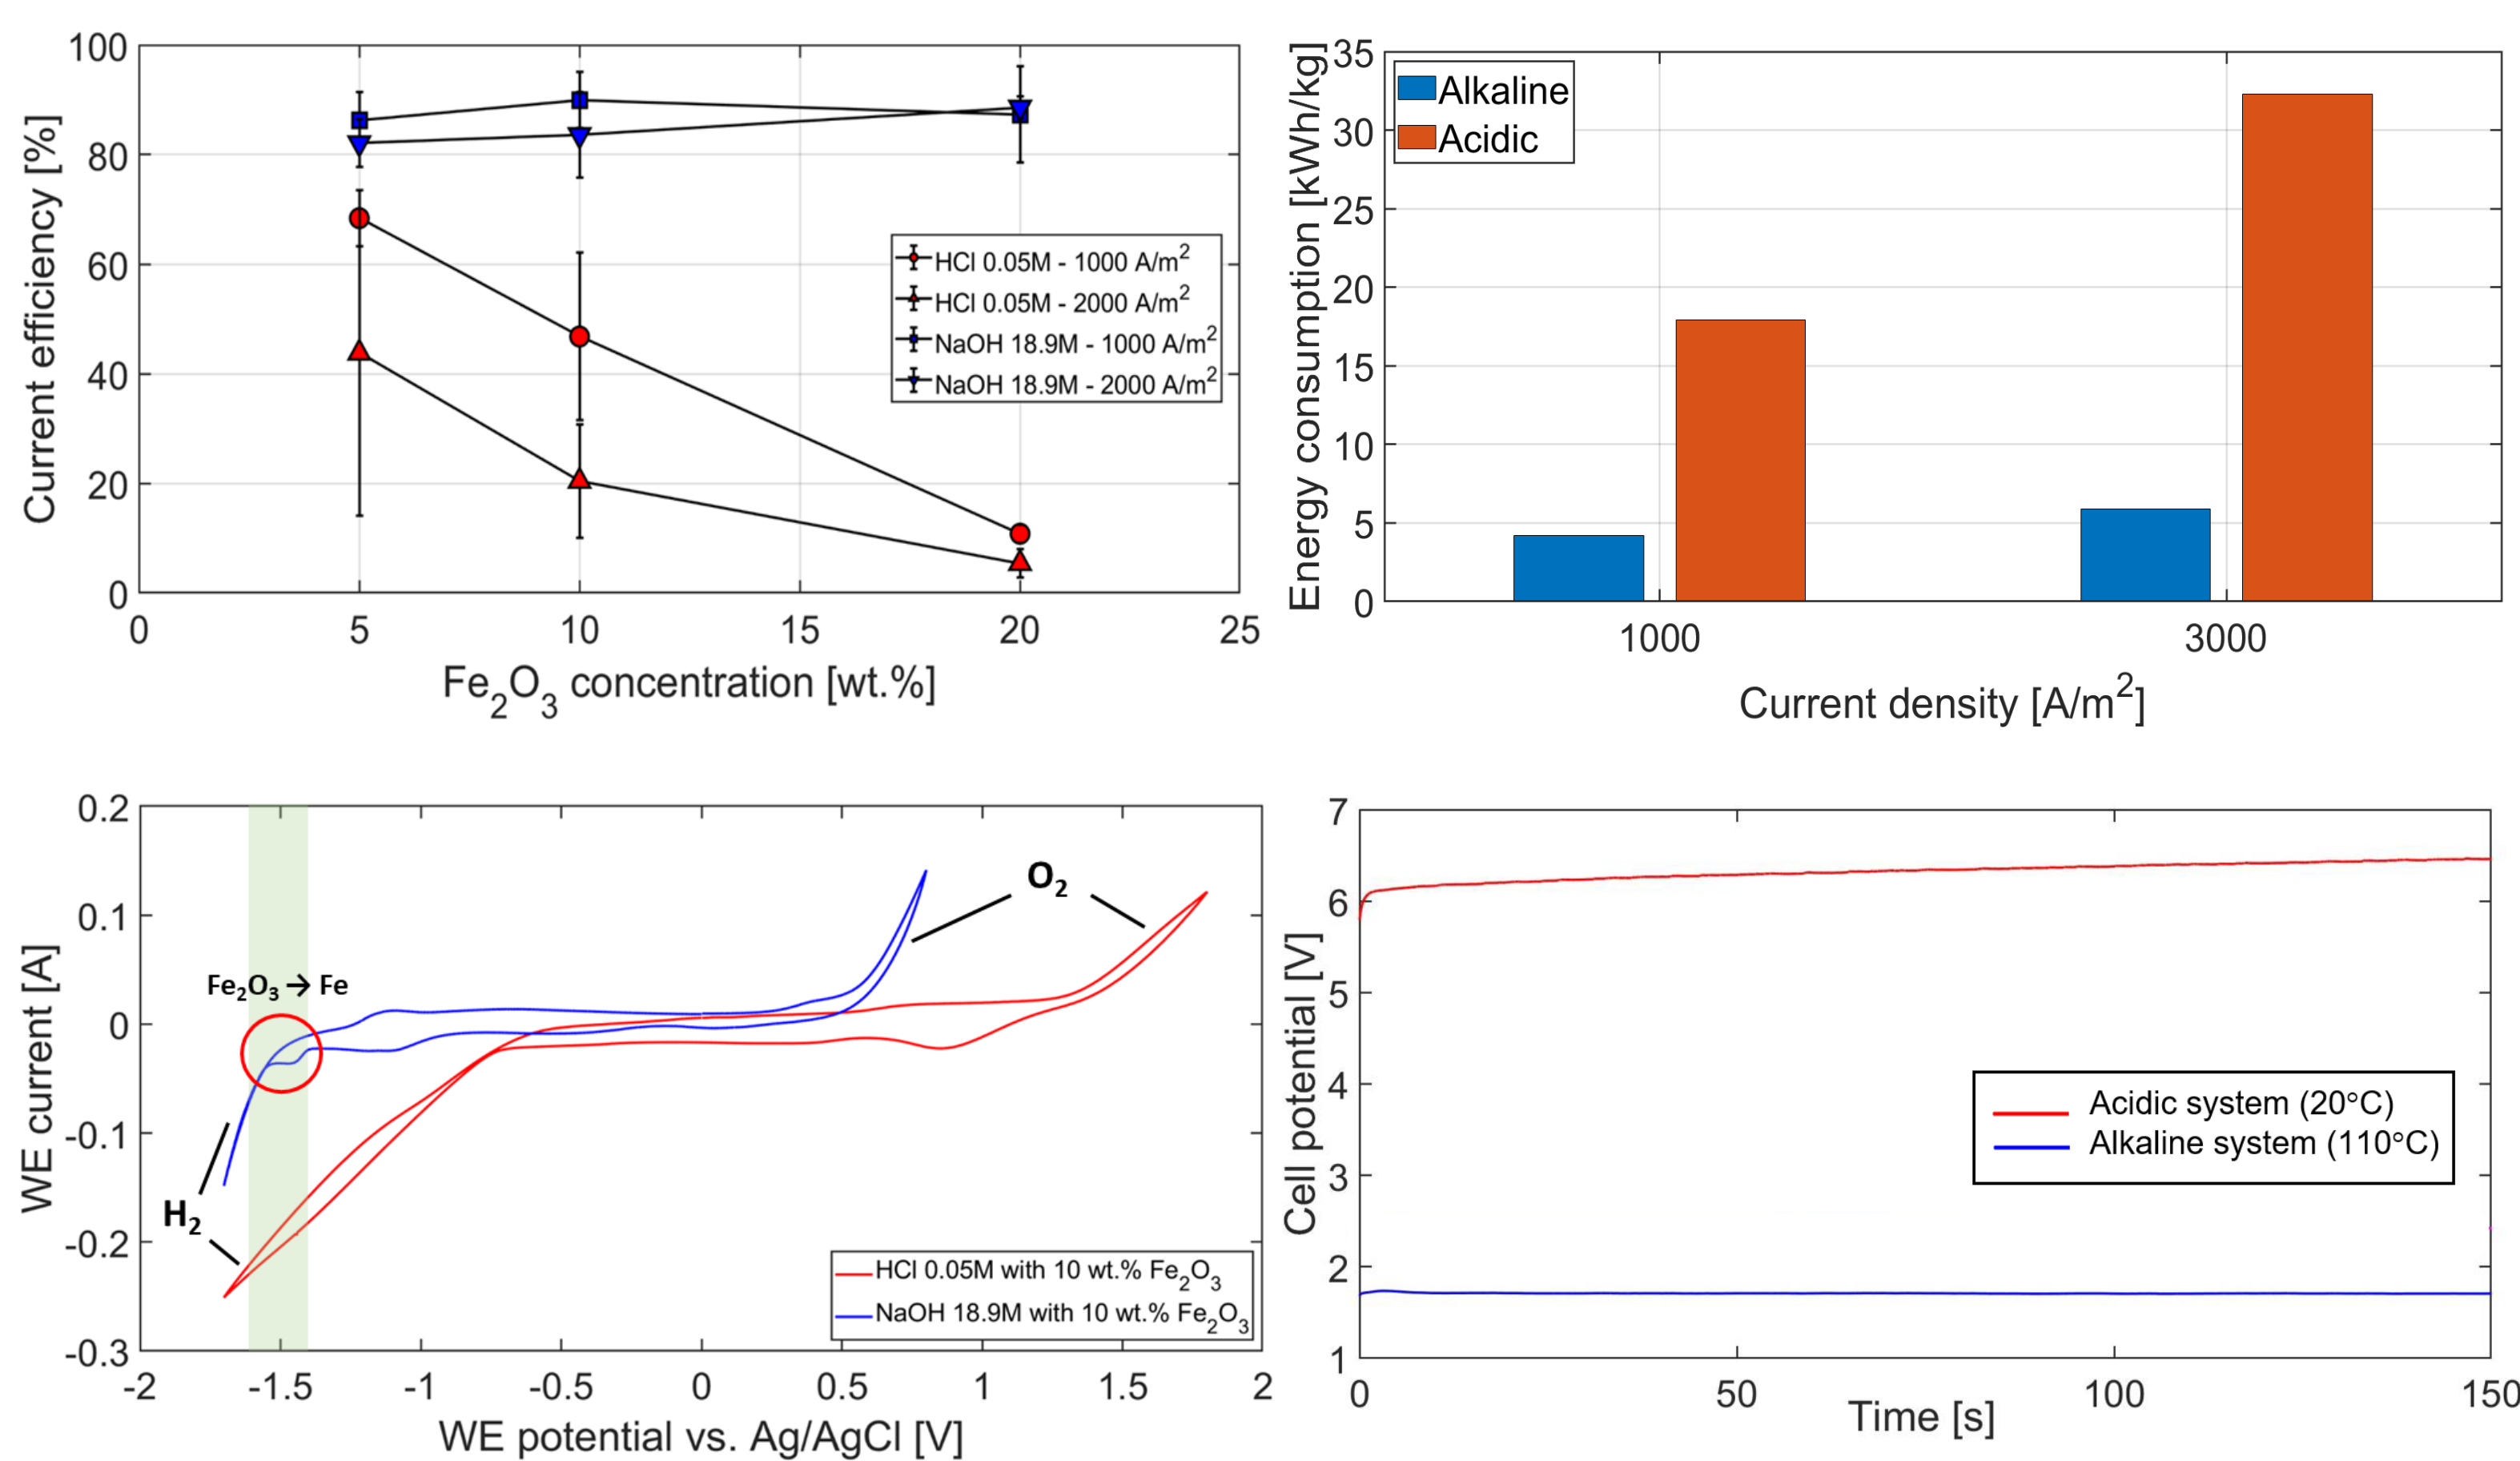 100
80
60
40
20
0
Current efficiency [%]
0 5 10 15 20 25
Fe₂O₃ concentration [wt.%]
HCl 0.05M - 1000 A/m²
HCl 0.05M - 2000 A/m²
NaOH 18.9M - 1000 A/m²
NaOH 18.9M - 2000 A/m²
35
30
25
20
15
10
5
0
Energy consumption [kWh/kg]
Alkaline
Acidic
1000 3000
Current density [A/m²]
0.2
0.1
0
-0.1
-0.2
-0.3
WE current [A]
Fe₂O₃ → Fe
O₂
H₂
HCl 0.05M with 10 wt.% Fe₂O₃
NaOH 18.9M with 10 wt.% Fe₂O₃
-2 -1.5 -1 -0.5 0 0.5 1 1.5 2
WE potential vs. Ag/AgCl [V]
7
6
5
4
3
2
1
Cell potential [V]
Acidic system (20°C)
Alkaline system (110°C)
0 50 100 150
Time [s]